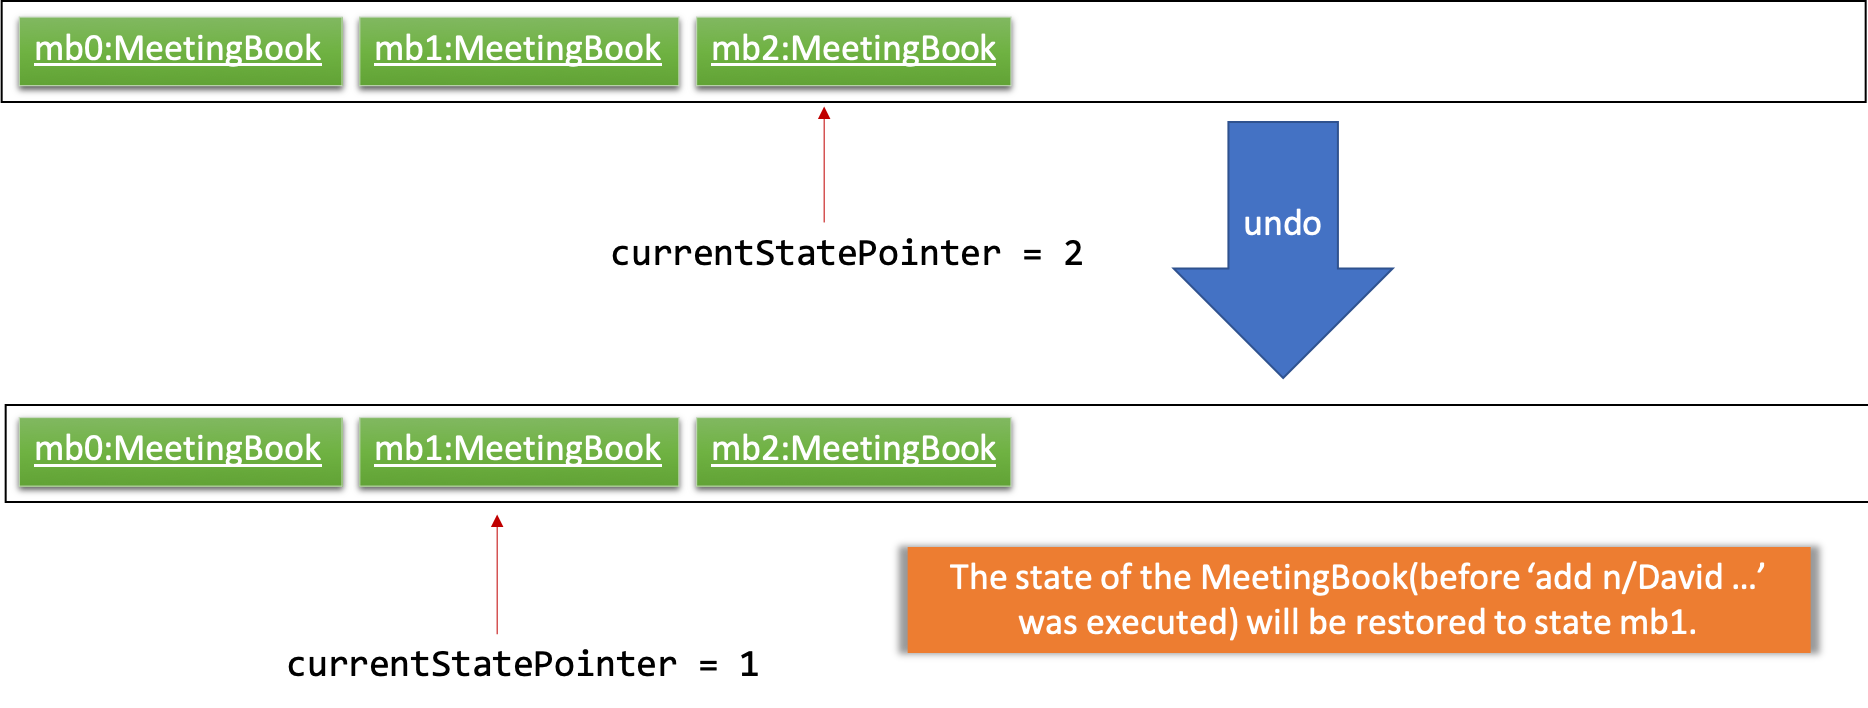 mb0:MeetingBook mb1:MeetingBook mb2:MeetingBook
undo
currentStatePointer = 2
mb0:MeetingBook mb1:MeetingBook mb2:MeetingBook
The state of the MeetingBook(before ‘add n/David ...’
was executed) will be restored to state mb1.
currentStatePointer = 1